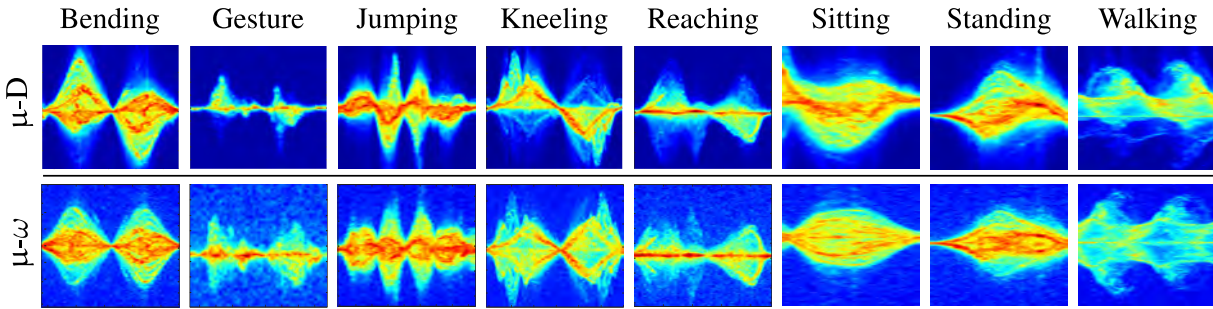 Bending Gesture Jumping Kneeling Reaching Sitting Standing Walking
μ-D
μ-ω